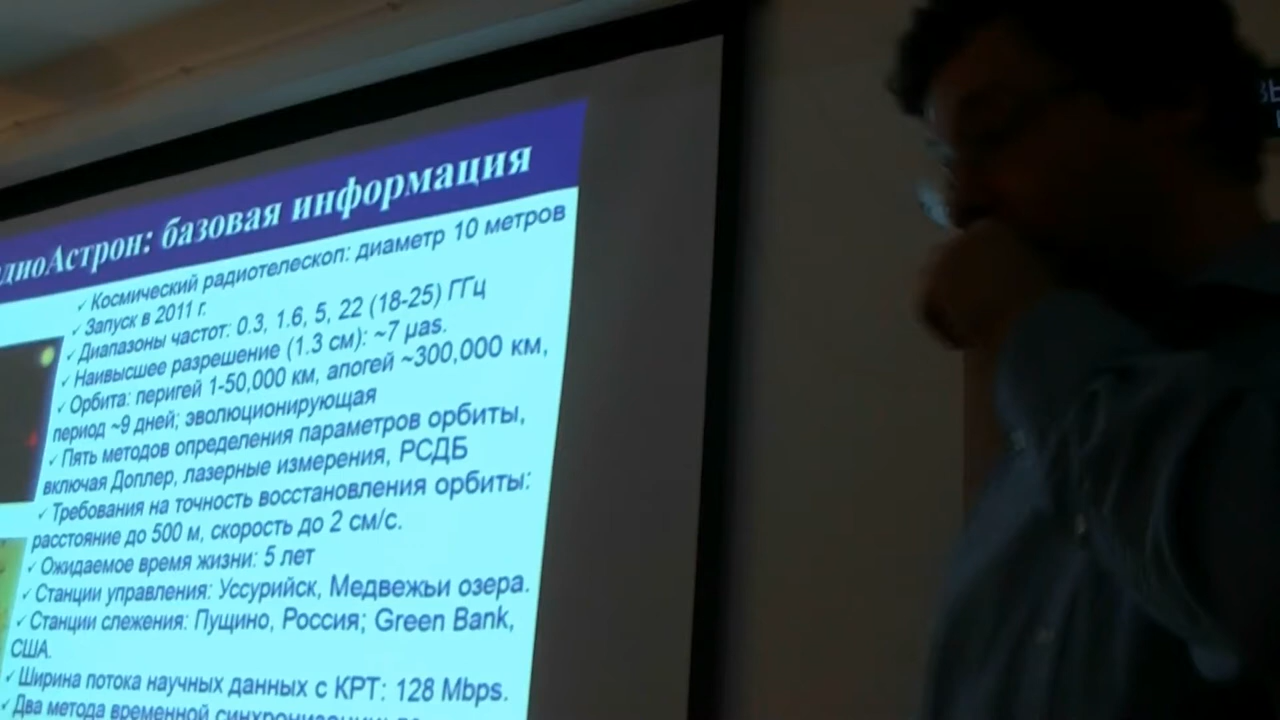 диоАстрон: базовая информация
✓ Космический радиотелескоп: диаметр 10 метров
✓ Запуск в 2011 г.
✓ Диапазоны частот: 0.3, 1.6, 5, 22 (18-25) ГГц
✓ Наивысшее разрешение (1.3 см): ~7 μas.
✓ Орбита: перигей 1-50,000 км, апогей ~300,000 км,
период ~9 дней; эволюционирующая
✓ Пять методов определения параметров орбиты,
включая Доплер, лазерные измерения, РСДБ
✓ Требования на точность восстановления орбиты:
расстояние до 500 м, скорость до 2 см/с.
✓ Ожидаемое время жизни: 5 лет
✓ Станции управления: Уссурийск, Медвежьи озера.
✓ Станции слежения: Пущино, Россия; Green Bank,
США.
✓ Ширина потока научных данных с КРТ: 128 Mbps.
✓ Два метода временной синхронизации: